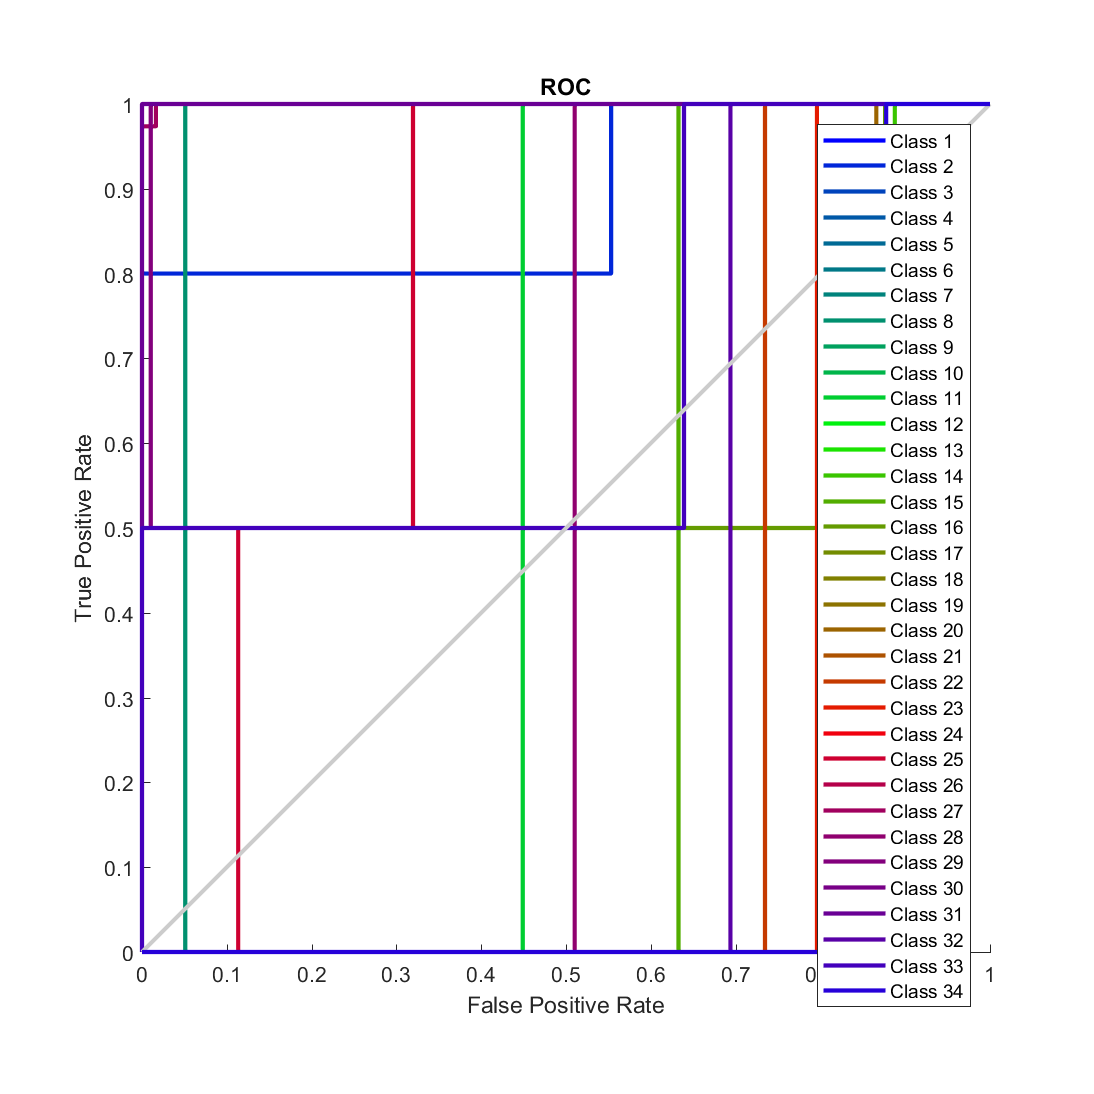 ROC
1
0.9
0.8
0.7
0.6
0.5
0.4
0.3
0.2
0.1
0
True Positive Rate
0 0.1 0.2 0.3 0.4 0.5 0.6 0.7 1
False Positive Rate
Class 1
Class 2
Class 3
Class 4
Class 5
Class 6
Class 7
Class 8
Class 9
Class 10
Class 11
Class 12
Class 13
Class 14
Class 15
Class 16
Class 17
Class 18
Class 19
Class 20
Class 21
Class 22
Class 23
Class 24
Class 25
Class 26
Class 27
Class 28
Class 29
Class 30
Class 31
Class 32
Class 33
Class 34